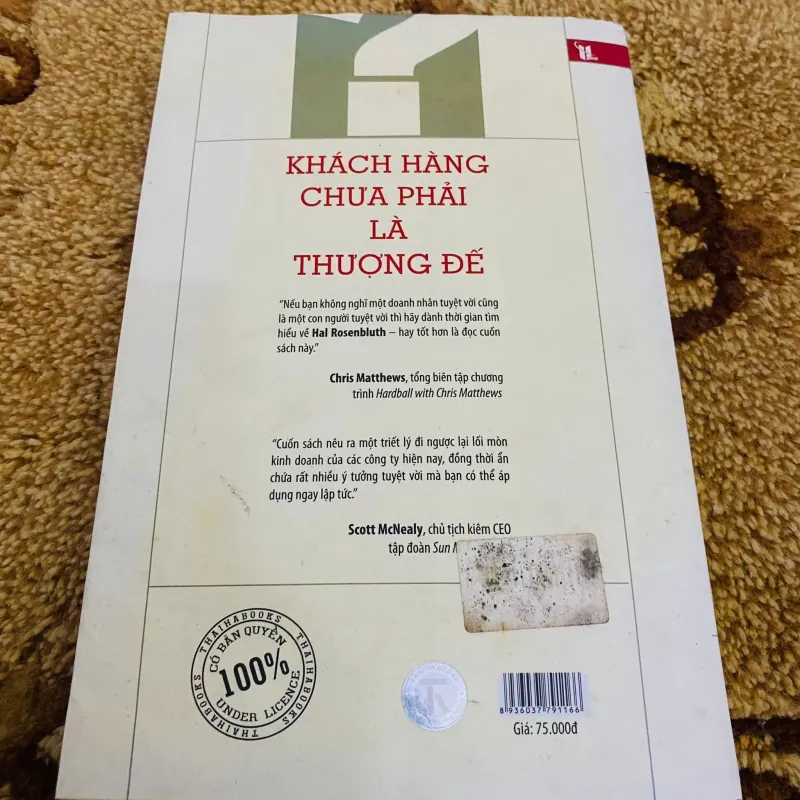 KHÁCH HÀNG
CHƯA PHẢI
LÀ
THƯỢNG ĐẾ
“Nếu bạn không nghĩ một doanh nhân tuyệt vời cũng
là một con người tuyệt vời thì hãy dành thời gian tìm
hiểu về Hal Rosenbluth – hay tốt hơn là đọc cuốn
sách này.”
Chris Matthews, tổng biên tập chương
trình Hardball with Chris Matthews
“Cuốn sách nêu ra một triết lý đi ngược lại lối mòn
kinh doanh của các công ty hiện nay, đồng thời ẩn
chứa rất nhiều ý tưởng tuyệt vời mà bạn có thể áp
dụng ngay lập tức.”
Scott McNealy, chủ tịch kiêm CEO
tập đoàn Sun
THAIHABOOKS
CÓ BẢN QUYỀN
100%
UNDER LICENCE
THAIHABOOKS
THAIHABOOKS
8 936037 791166
Giá: 75.000đ